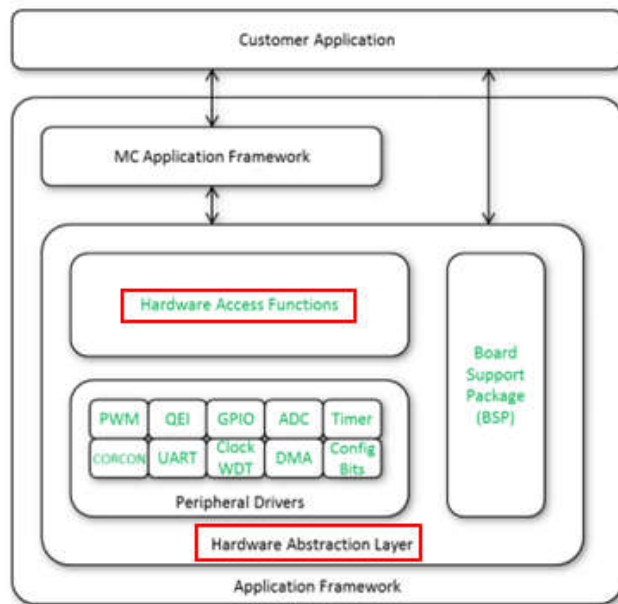 Customer Application
MC Application Framework
Hardware Access Functions
Board
Support
Package
(BSP)
PWM QEI GPIO ADC Timer
CORCON UART Clock WDT DMA Config Bits
Peripheral Drivers
Hardware Abstraction Layer
Application Framework